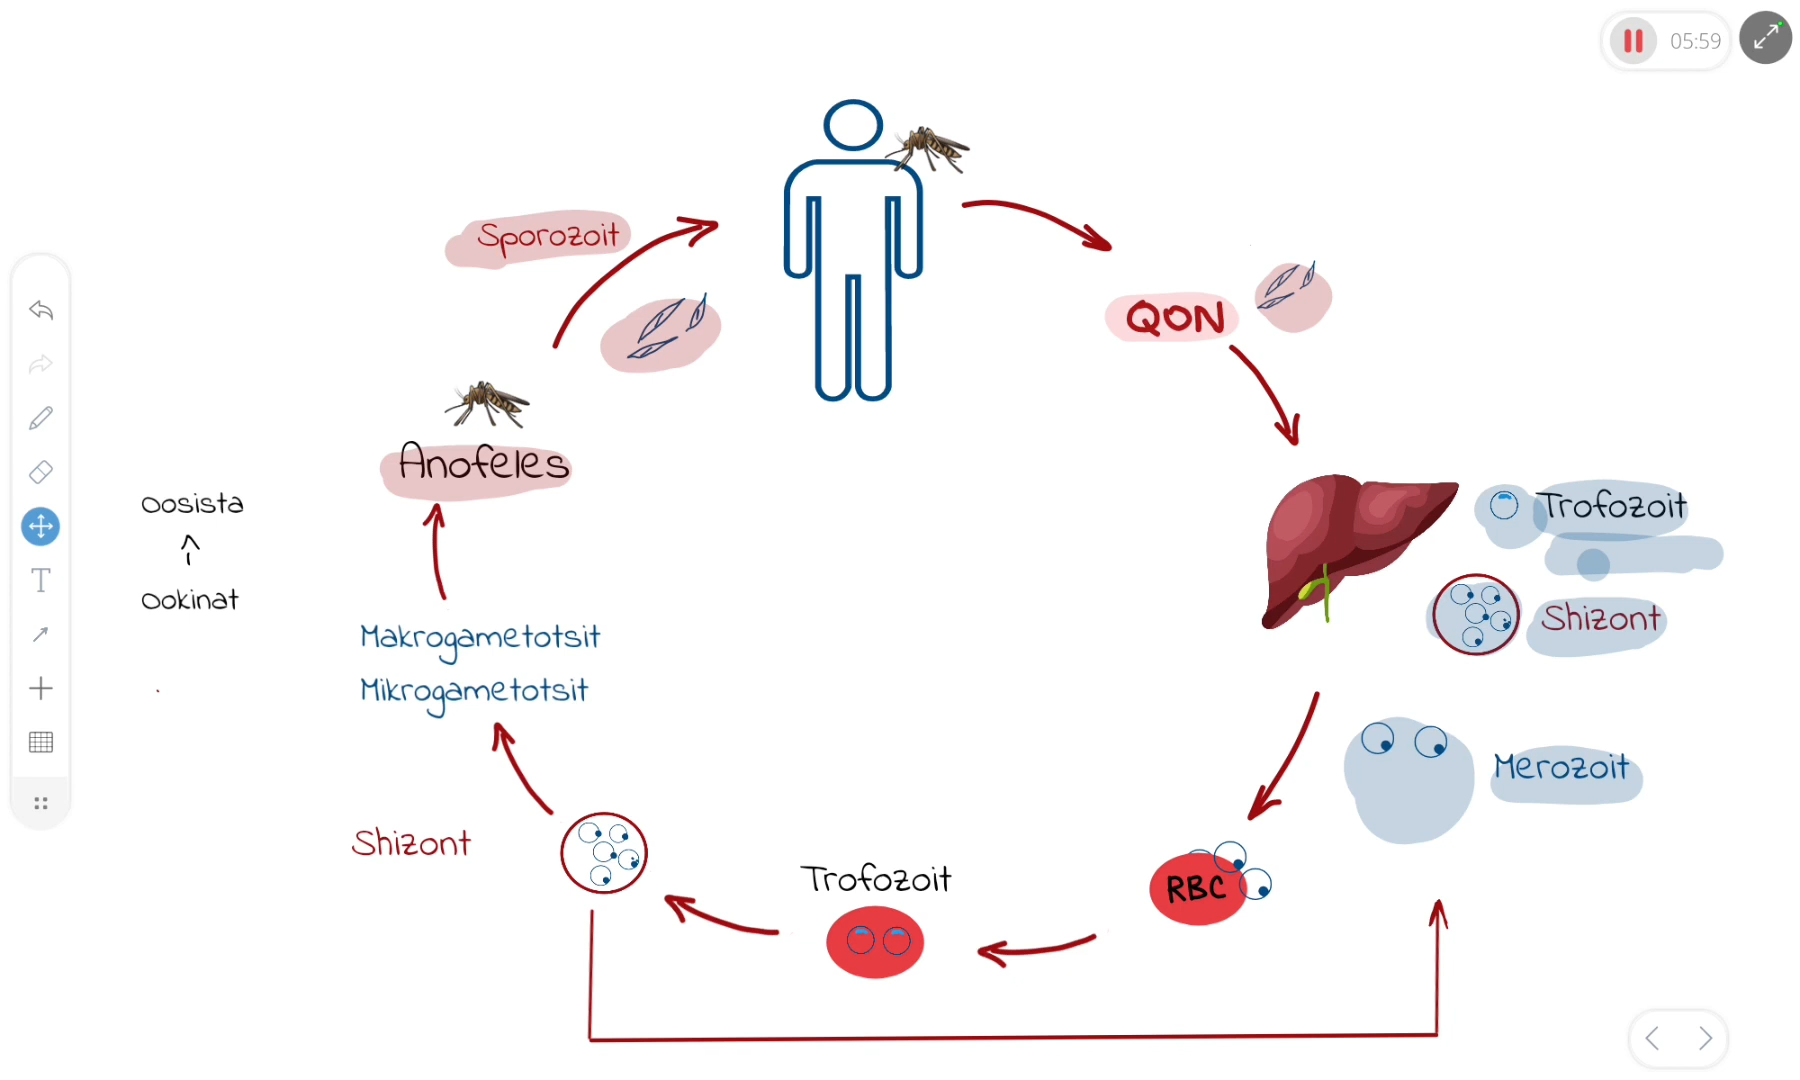 05:59
Sporozoit
QON
Anofeles
Oosista
Ookinat
Trofozoit
Shizont
Makrogametotsit
Mikrogametotsit
Merozoit
Shizont
Trofozoit
RBC
T